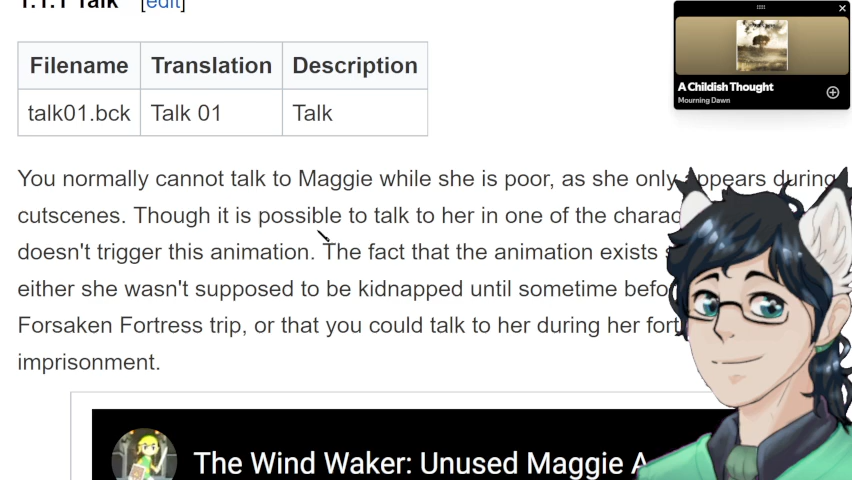 1.1.1 Talk [edit]
Filename Translation Description
talk01.bck Talk 01 Talk
A Childish Thought
Mourning Dawn
You normally cannot talk to Maggie while she is poor, as she only appears during
cutscenes. Though it is possible to talk to her in one of the
doesn't trigger this animation. The fact that the animation exists
either she wasn't supposed to be kidnapped until sometime
Forsaken Fortress trip, or that you could talk to her during her
imprisonment.
The Wind Waker: Unused Maggie